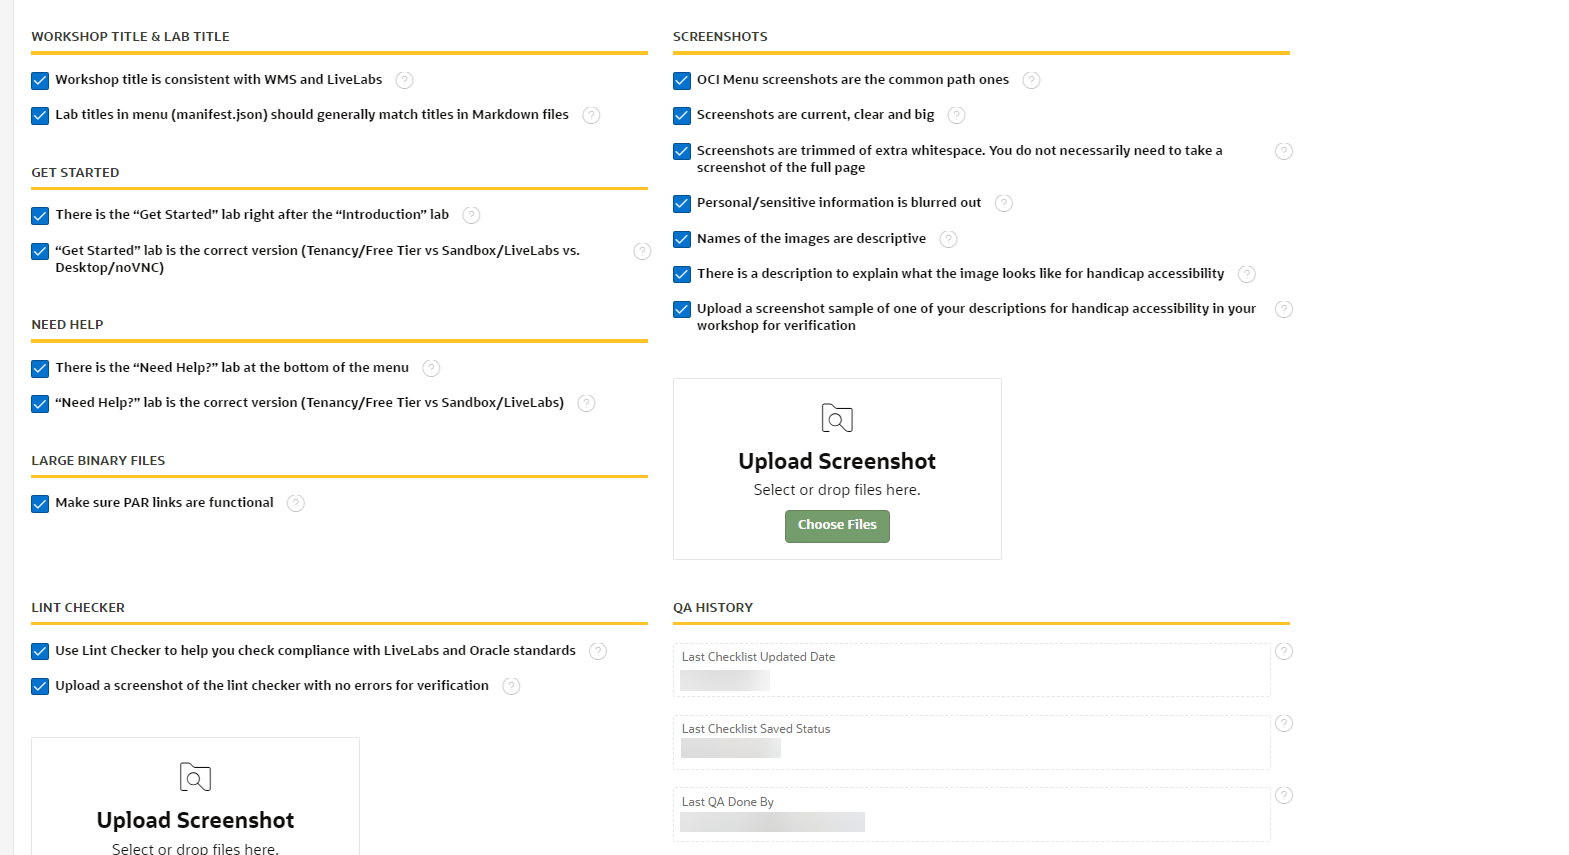 WORKSHOP TITLE & LAB TITLE
Workshop title is consistent with WMS and LiveLabs
Lab titles in menu (manifest.json) should generally match titles in Markdown files
GET STARTED
There is the “Get Started” lab right after the “Introduction” lab
“Get Started” lab is the correct version (Tenancy/Free Tier vs Sandbox/LiveLabs vs.
Desktop/noVNC)
NEED HELP
There is the “Need Help?” lab at the bottom of the menu
“Need Help?” lab is the correct version (Tenancy/Free Tier vs Sandbox/LiveLabs)
LARGE BINARY FILES
Make sure PAR links are functional
SCREENSHOTS
OCI Menu screenshots are the common path ones
Screenshots are current, clear and big
Screenshots are trimmed of extra whitespace. You do not necessarily need to take a
screenshot of the full page
Personal/sensitive information is blurred out
Names of the images are descriptive
There is a description to explain what the image looks like for handicap accessibility
Upload a screenshot sample of one of your descriptions for handicap accessibility in your
workshop for verification
Upload Screenshot
Select or drop files here.
Choose Files
LINT CHECKER
Use Lint Checker to help you check compliance with LiveLabs and Oracle standards
Upload a screenshot of the lint checker with no errors for verification
Upload Screenshot
Select or drop files here.
QA HISTORY
Last Checklist Updated Date
Last Checklist Saved Status
Last QA Done By